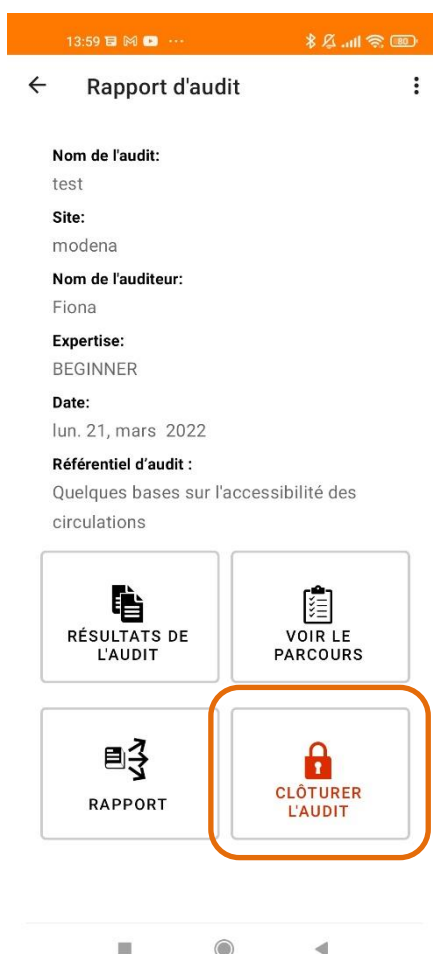 13:59
80
Rapport d'audit
Nom de l'audit:
test
Site:
modena
Nom de l'auditeur:
Fiona
Expertise:
BEGINNER
Date:
lun. 21, mars 2022
Référentiel d'audit :
Quelques bases sur l'accessibilité des
circulations
RÉSULTATS DE
L'AUDIT
VOIR LE
PARCOURS
RAPPORT
CLÔTURER
L'AUDIT